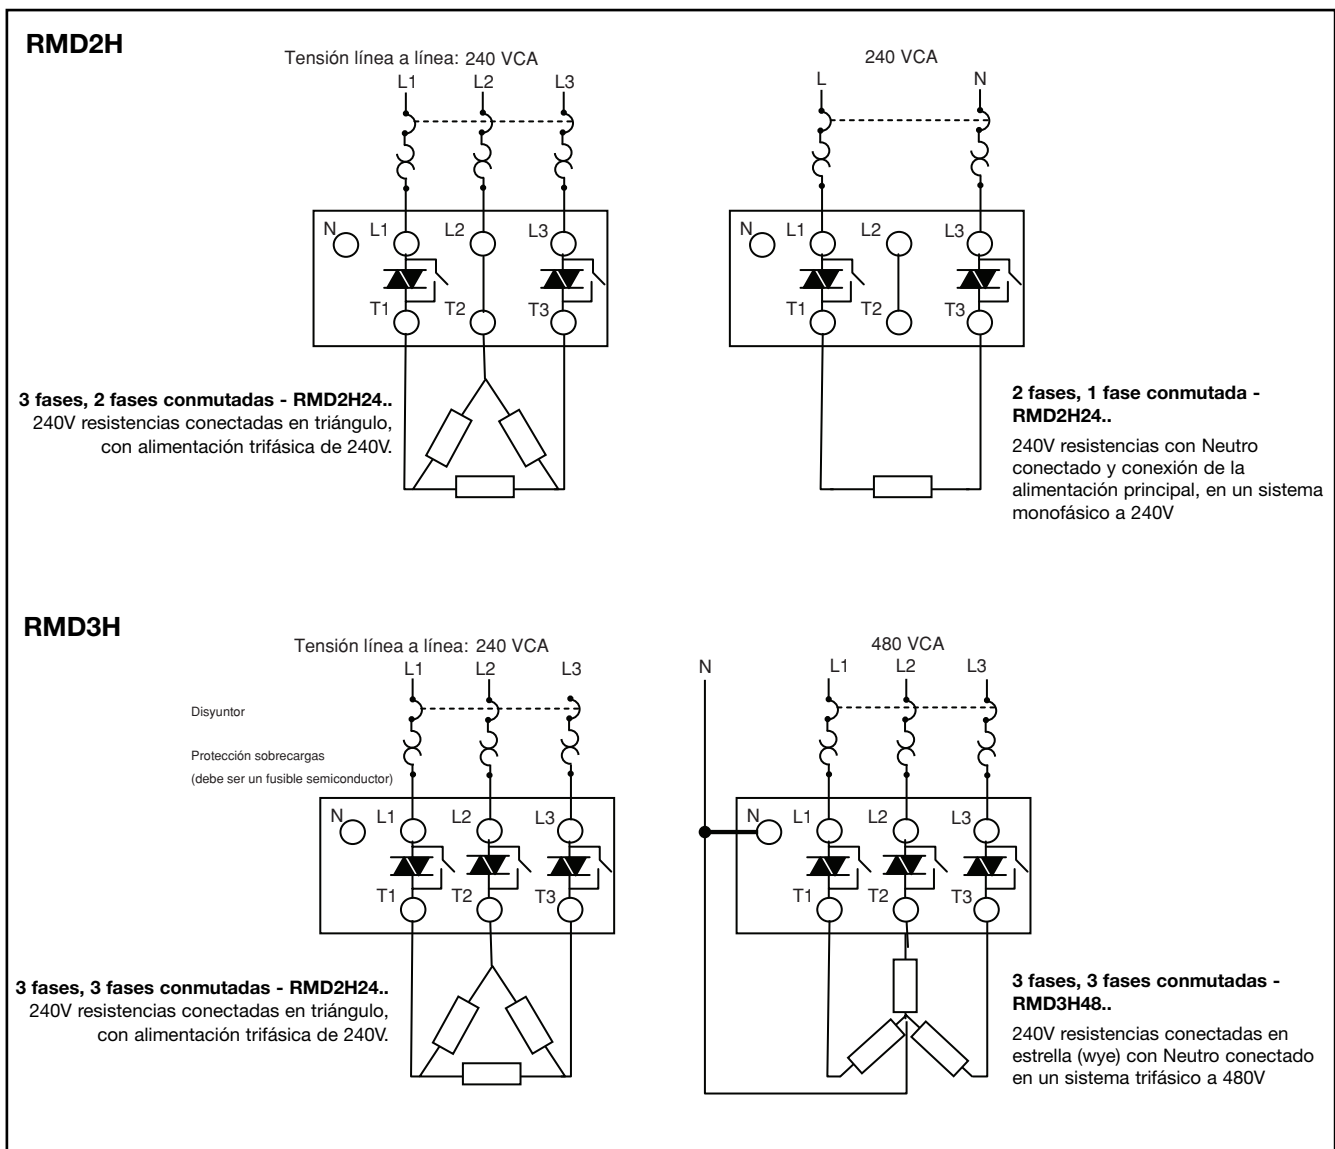 RMD2H
Tensión línea a línea: 240 VCA
L1 L2 L3
N L1 L2 L3
T1 T2 T3
3 fases, 2 fases conmutadas - RMD2H24..
240V resistencias conectadas en triángulo,
con alimentación trifásica de 240V.
240 VCA
L N
N L1 L2 L3
T1 T2 T3
2 fases, 1 fase conmutada -
RMD2H24..
240V resistencias con Neutro
conectado y conexión de la
alimentación principal, en un sistema
monofásico a 240V
RMD3H
Tensión línea a línea: 240 VCA
L1 L2 L3
Disyuntor
Protección sobrecargas
(debe ser un fusible semiconductor)
N L1 L2 L3
T1 T2 T3
3 fases, 3 fases conmutadas - RMD2H24..
240V resistencias conectadas en triángulo,
con alimentación trifásica de 240V.
480 VCA
N L1 L2 L3
N L1 L2 L3
T1 T2 T3
3 fases, 3 fases conmutadas -
RMD3H48..
240V resistencias conectadas en
estrella (wye) con Neutro conectado
en un sistema trifásico a 480V